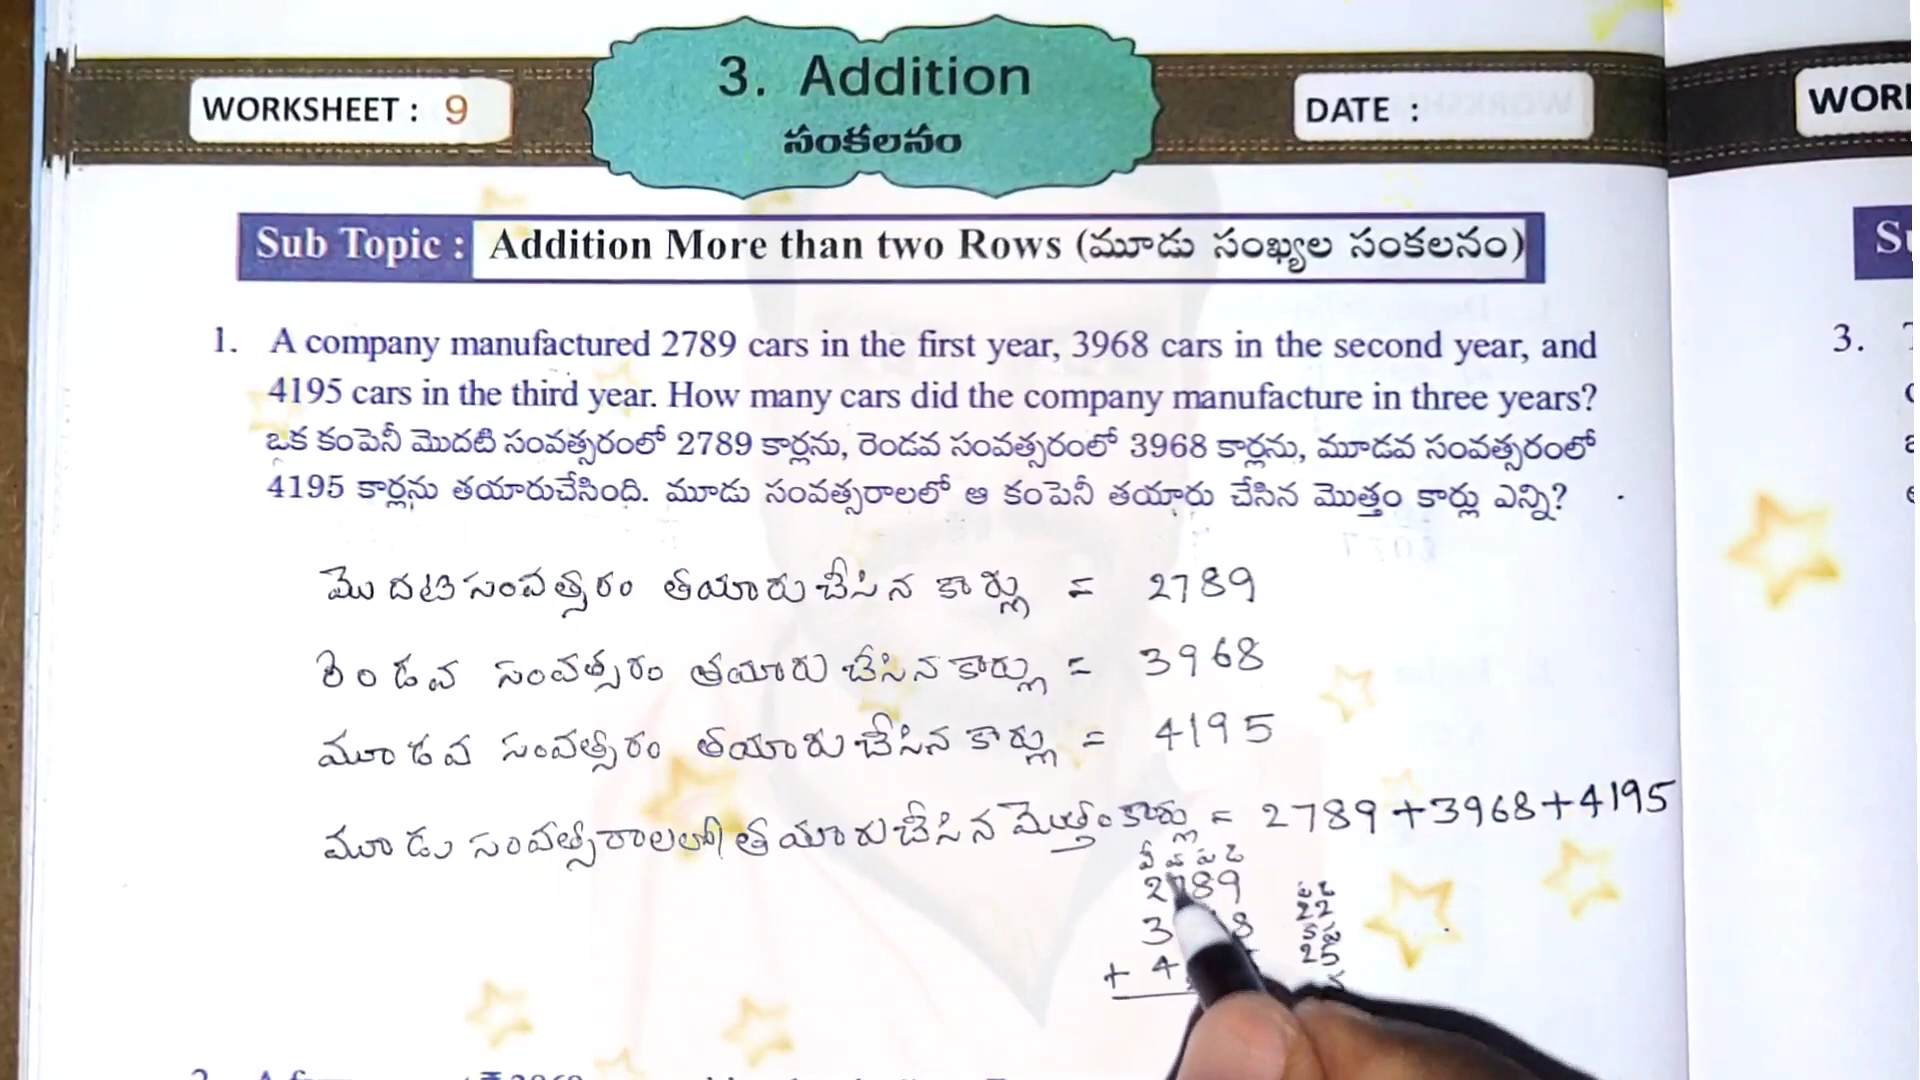 WORKSHEET : 9
3. Addition
సంకలనం
DATE :
WOR
Sub Topic : Addition More than two Rows (మూడు సంఖ్యల సంకలనం)
1. A company manufactured 2789 cars in the first year, 3968 cars in the second year, and
4195 cars in the third year. How many cars did the company manufacture in three years?
ఒక కంపెనీ మొదటి సంవత్సరంలో 2789 కార్లను, రెండవ సంవత్సరంలో 3968 కార్లను, మూడవ సంవత్సరంలో
4195 కార్లను తయారుచేసింది. మూడు సంవత్సరాలలో ఆ కంపెనీ తయారు చేసిన మొత్తం కార్లు ఎన్ని?
3.
మొదటి సంవత్సరం తయారుచేసిన కార్లు = 2789
రెండవ సంవత్సరం తయారు చేసిన కార్లు = 3968
మూడవ సంవత్సరం తయారుచేసిన కార్లు = 4195
మూడు సంవత్సరాలలో తయారుచేసిన మొత్తం కార్లు = 2789+3968+4195
వే వ ప ఒ
2789
3 8
+ 4
ప ఒ
22
25